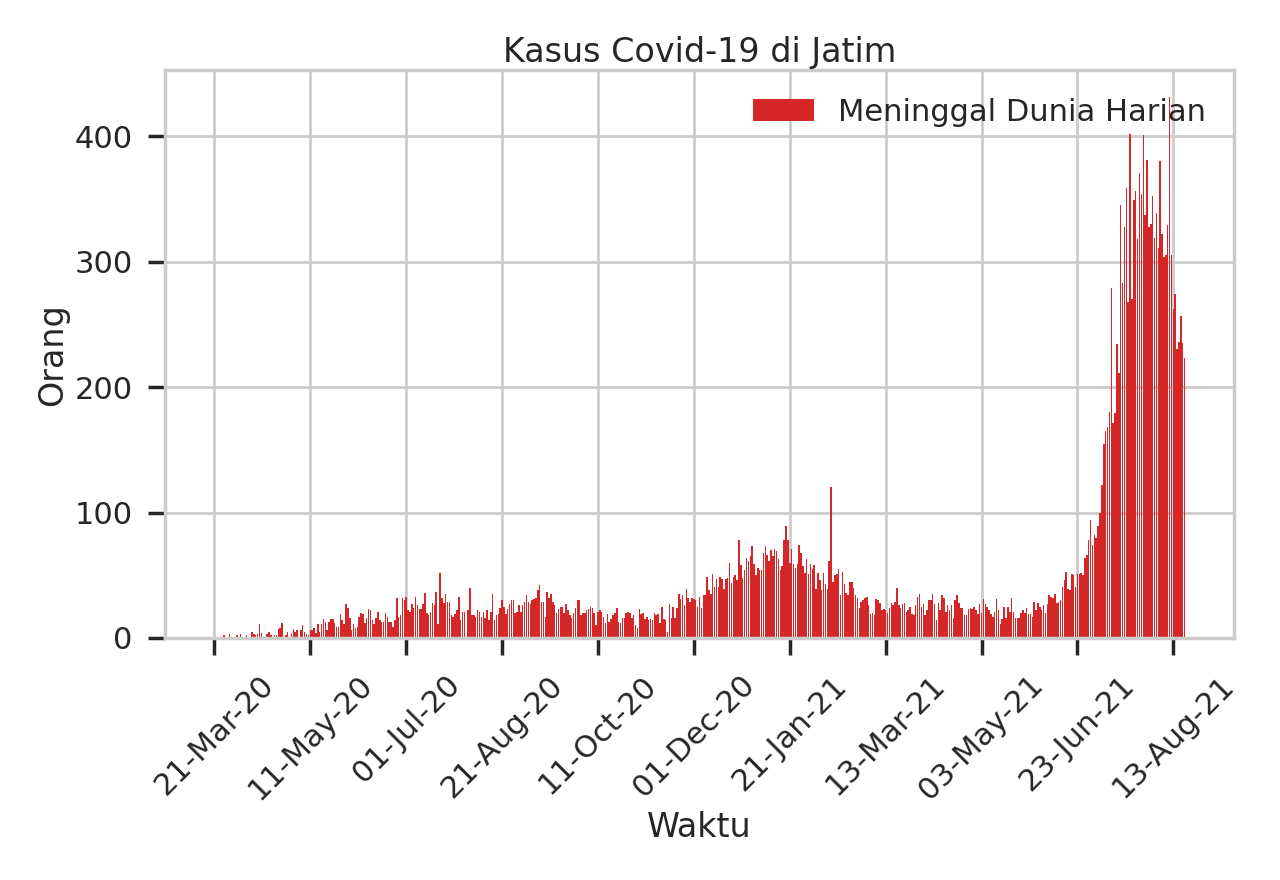 Kasus Covid-19 di Jatim
Meninggal Dunia Harian
Orang
400
300
200
100
0
21-Mar-20
11-May-20
01-Jul-20
21-Aug-20
11-Oct-20
01-Dec-20
21-Jan-21
13-Mar-21
03-May-21
23-Jun-21
13-Aug-21
Waktu